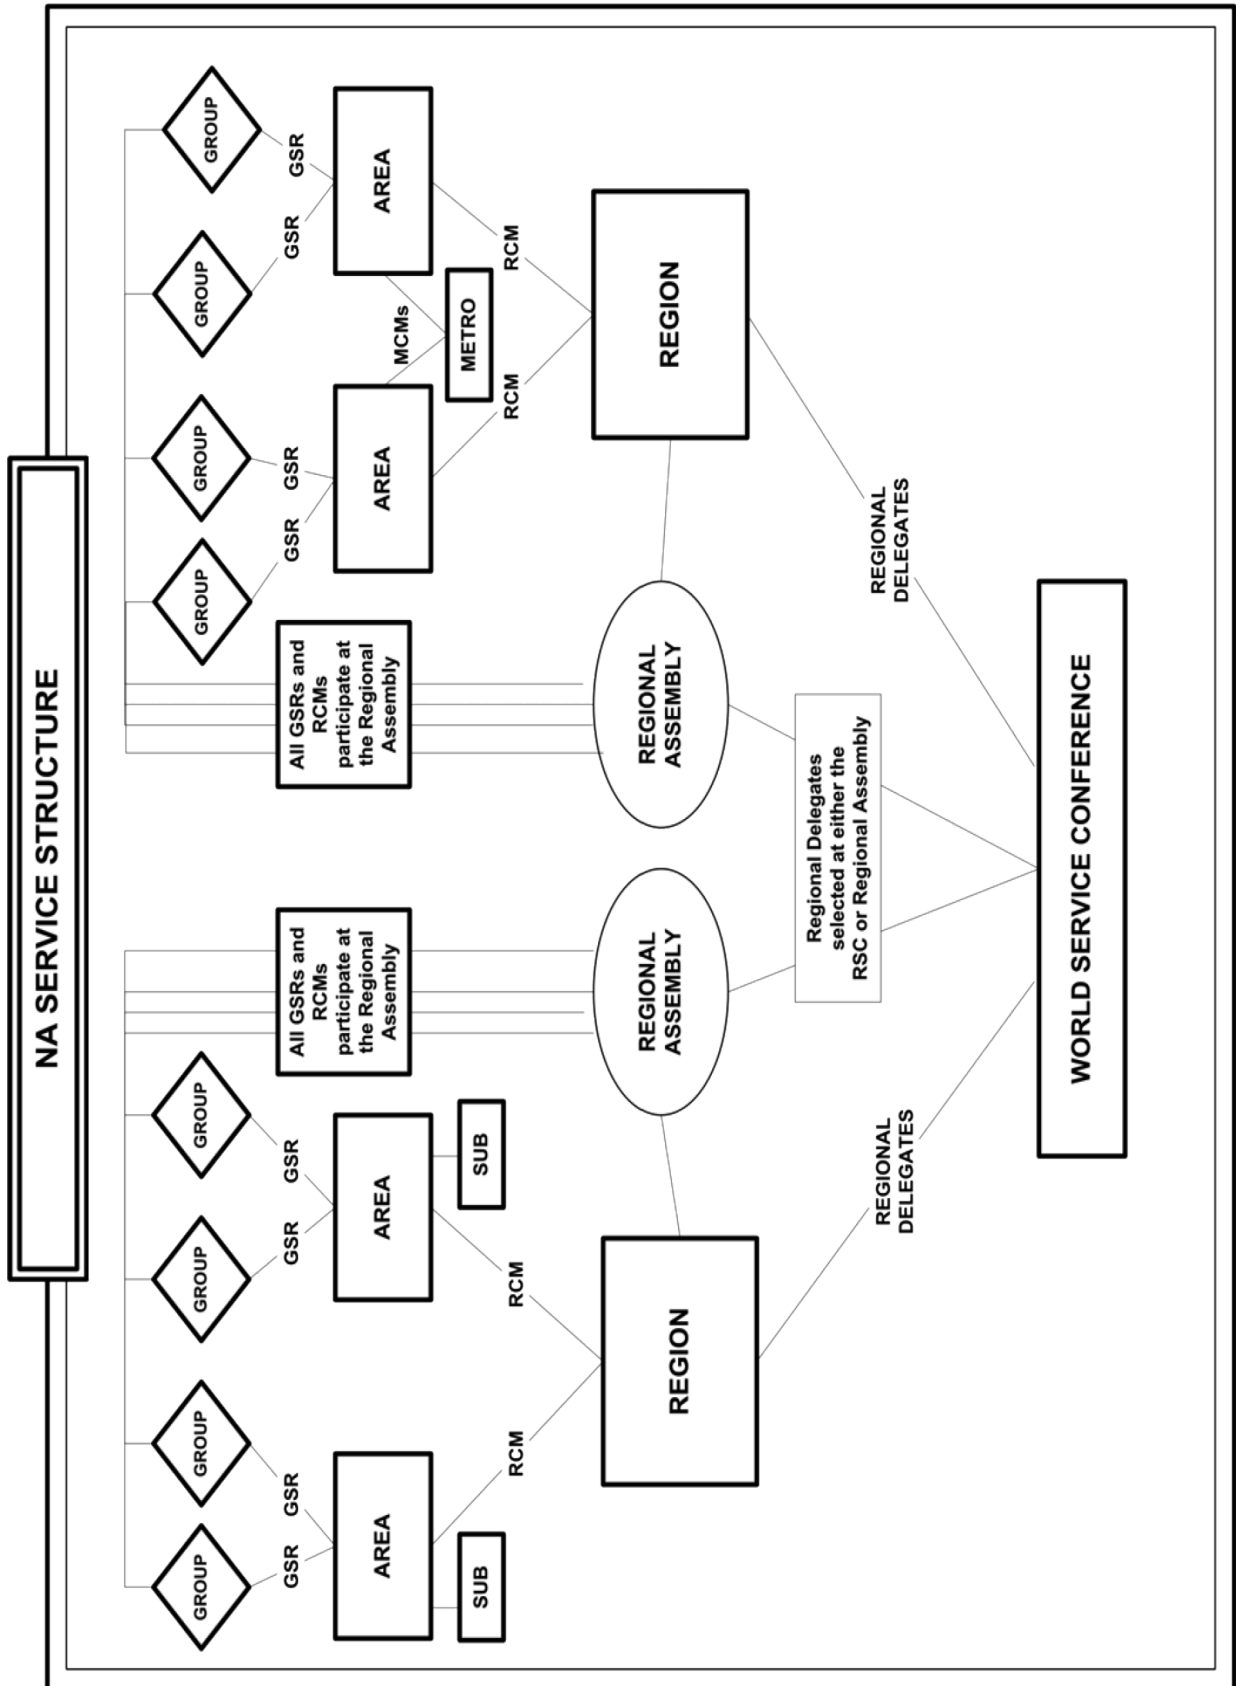 NA SERVICE STRUCTURE
GROUP
GROUP
GROUP
GROUP
GROUP
GROUP
GROUP
GROUP
GSR
GSR
GSR
GSR
GSR
GSR
GSR
GSR
All GSRs and
RCMs
participate at
the Regional
Assembly
All GSRs and
RCMs
participate at
the Regional
Assembly
AREA
AREA
AREA
AREA
MCMs
SUB
SUB
METRO
RCM
RCM
RCM
RCM
REGION
REGIONAL
ASSEMBLY
REGIONAL
ASSEMBLY
REGION
Regional Delegates
selected at either the
RSC or Regional Assembly
REGIONAL
DELEGATES
REGIONAL
DELEGATES
WORLD SERVICE CONFERENCE